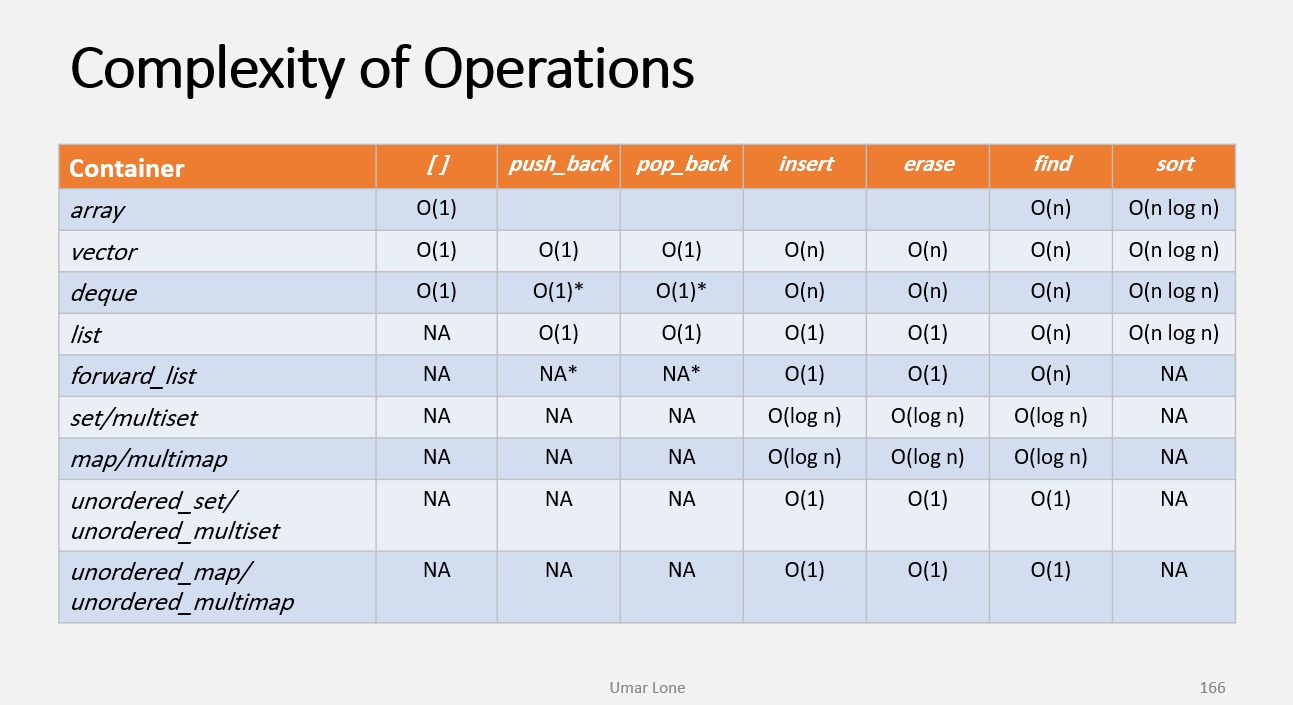 Complexity of Operations
Container [ ] push_back pop_back insert erase find sort
array O(1) O(n) O(n log n)
vector O(1) O(1) O(1) O(n) O(n) O(n) O(n log n)
deque O(1) O(1)* O(1)* O(n) O(n) O(n) O(n log n)
list NA O(1) O(1) O(1) O(1) O(n) O(n log n)
forward_list NA NA* NA* O(1) O(1) O(n) NA
set/multiset NA NA NA O(log n) O(log n) O(log n) NA
map/multimap NA NA NA O(log n) O(log n) O(log n) NA
unordered_set/ NA NA NA O(1) O(1) O(1) NA
unordered_multiset
unordered_map/ NA NA NA O(1) O(1) O(1) NA
unordered_multimap
Umar Lone 166